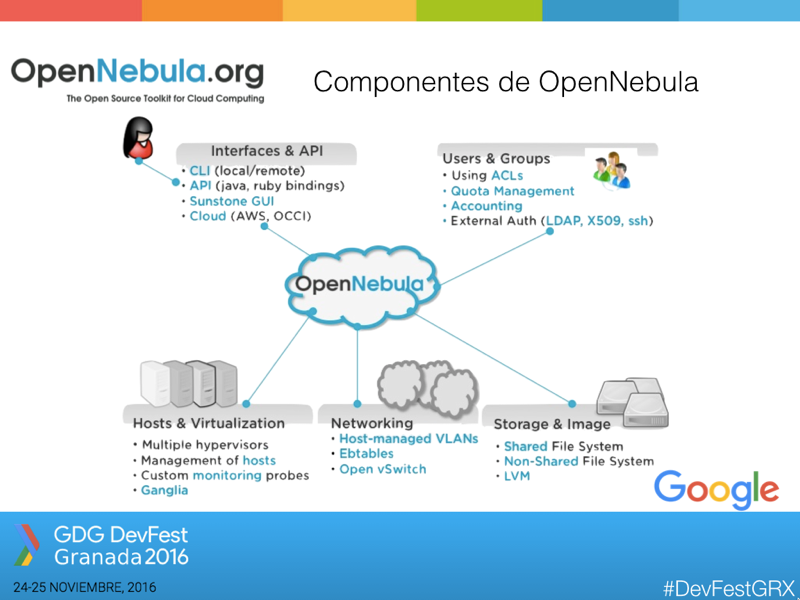 OpenNebula.org
The Open Source Toolkit for Cloud Computing
Componentes de OpenNebula
Interfaces & API
• CLI (local/remote)
• API (java, ruby bindings)
• Sunstone GUI
• Cloud (AWS, OCCI)
Users & Groups
• Using ACLs
• Quota Management
• Accounting
• External Auth (LDAP, X509, ssh)
OpenNebula
Hosts & Virtualization
• Multiple hypervisors
• Management of hosts
• Custom monitoring probes
• Ganglia
Networking
• Host-managed VLANs
• Ebtables
• Open vSwitch
Storage & Image
• Shared File System
• Non-Shared File System
• LVM
Google
GDG DevFest
Granada2016
24-25 NOVIEMBRE, 2016
#DevFestGRX